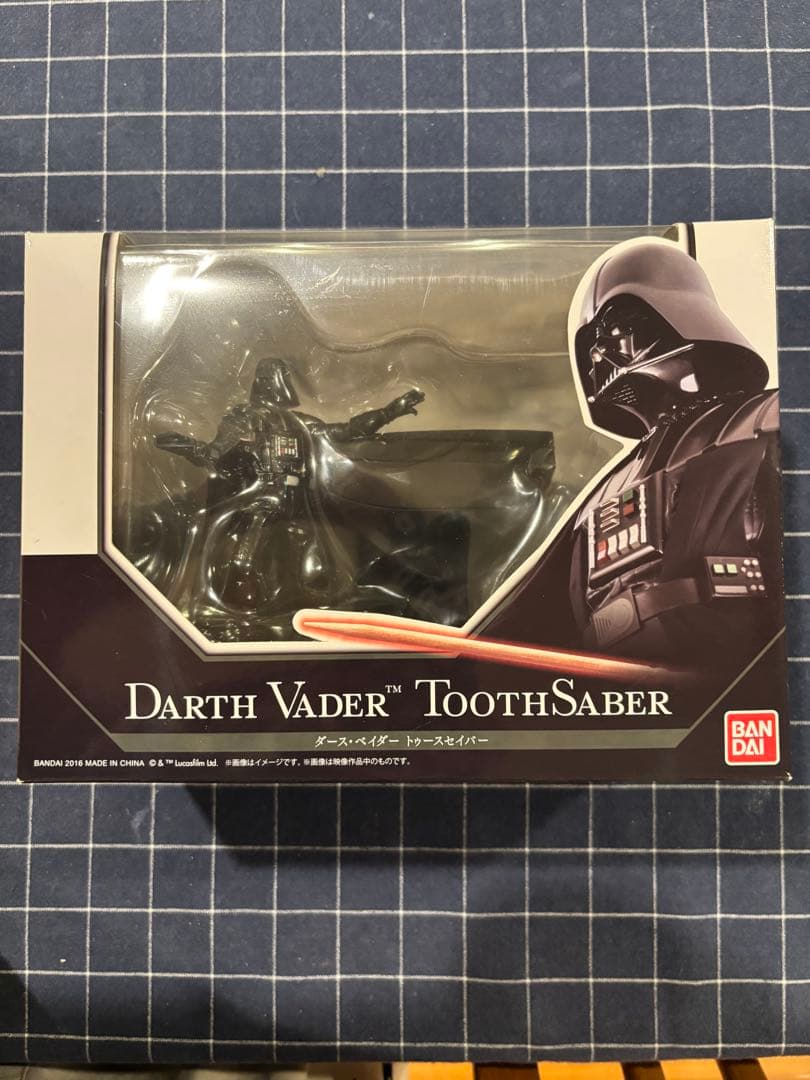 DARTH VADER™ TOOTHSABER
ダース・ベイダー トゥースセイバー
BANDAI 2016 MADE IN CHINA © & ™ Lucasfilm Ltd. ※画像はイメージです。※画像は映像作品中のものです。
BAN
DAI